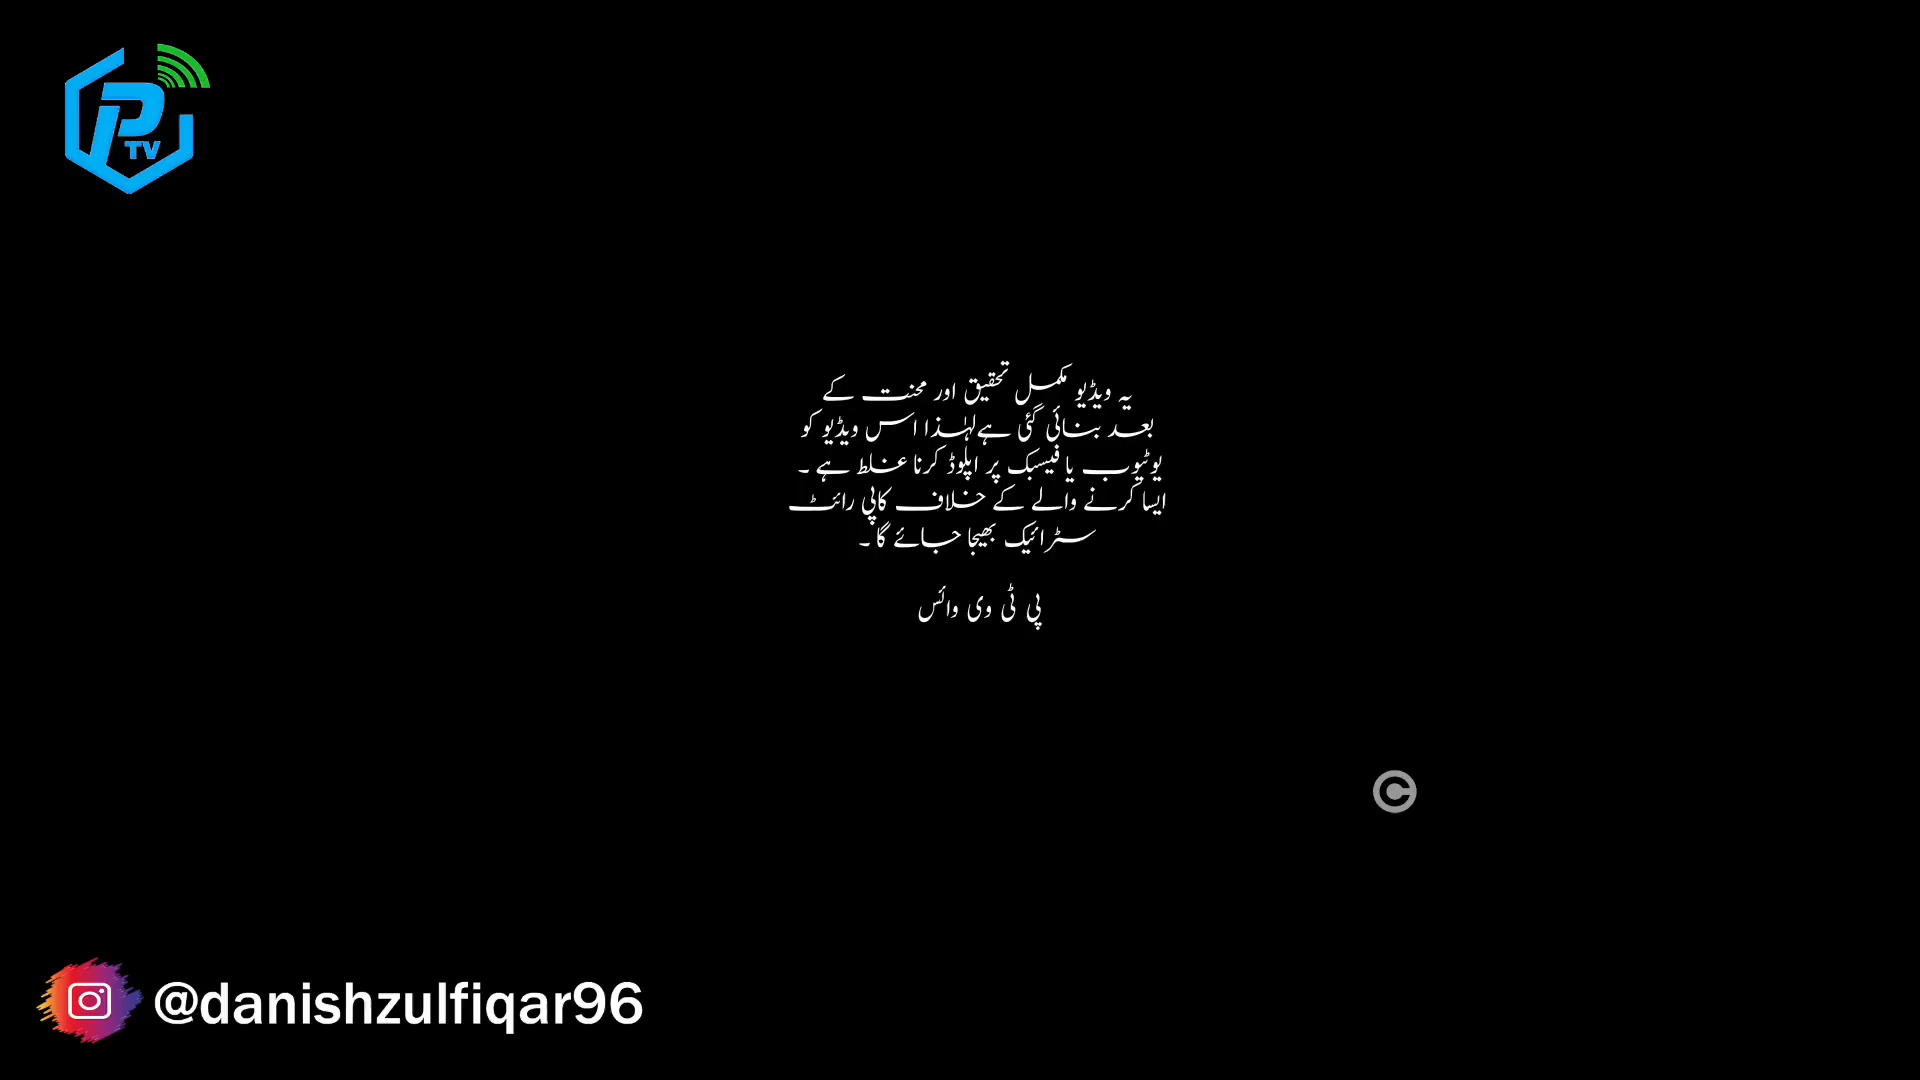 P
TV
یہ ویڈیو مکمل تحقیق اور محنت کے
بعد بنائی گئی ہےلہٰذا اس ویڈیو کو
یوٹیوب یا فیسبک پر اپلوڈ کرنا غلط ہے ۔
ایسا کرنے والے کے خلاف کاپی رائٹ
سٹرائیک بھیجا جائے گا ۔
پی ٹی وی وائس
©
@danishzulfiqar96